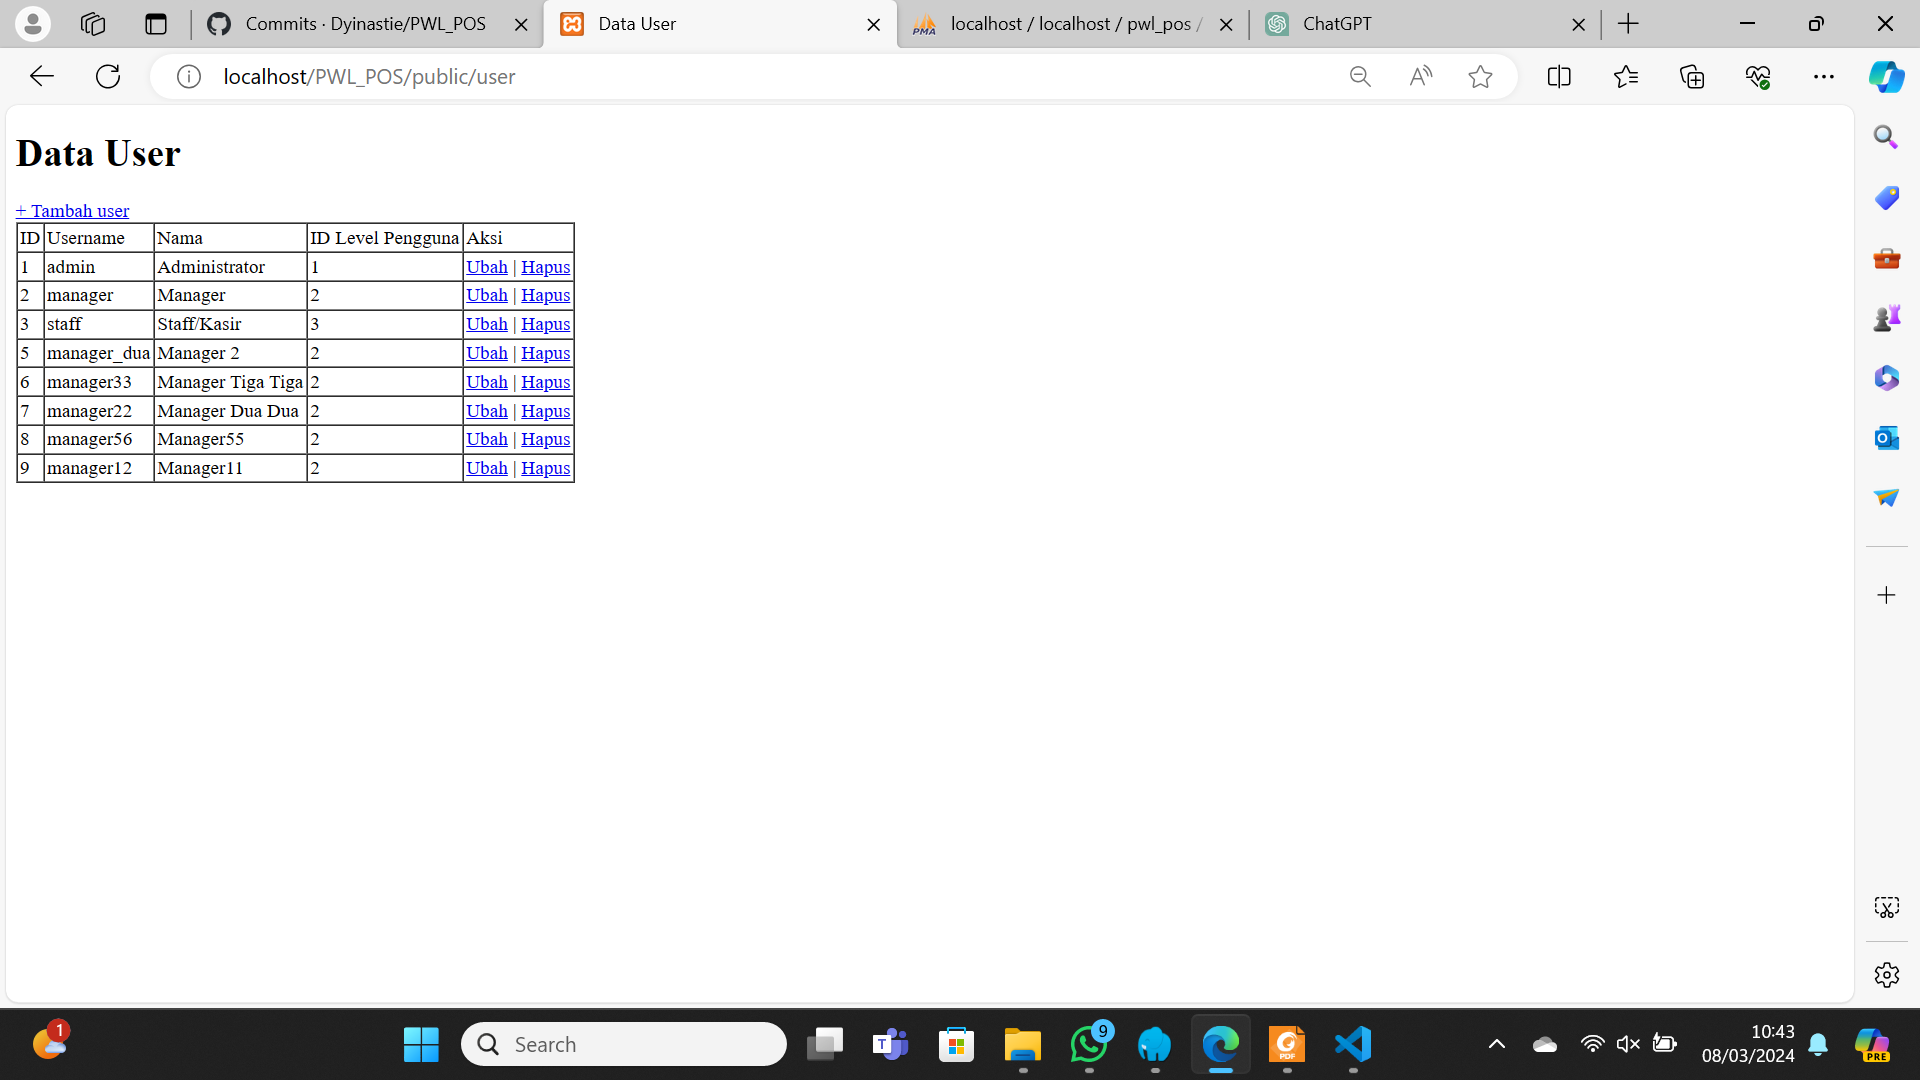 Commits · Dyinastie/PWL_POS
Data User
localhost / localhost / pwl_pos /
ChatGPT
localhost/PWL_POS/public/user
Data User
+ Tambah user
ID Username Nama ID Level Pengguna Aksi
1 admin Administrator 1 Ubah | Hapus
2 manager Manager 2 Ubah | Hapus
3 staff Staff/Kasir 3 Ubah | Hapus
5 manager_dua Manager 2 2 Ubah | Hapus
6 manager33 Manager Tiga Tiga 2 Ubah | Hapus
7 manager22 Manager Dua Dua 2 Ubah | Hapus
8 manager56 Manager55 2 Ubah | Hapus
9 manager12 Manager11 2 Ubah | Hapus
1
Search
9
10:43
08/03/2024
PRE